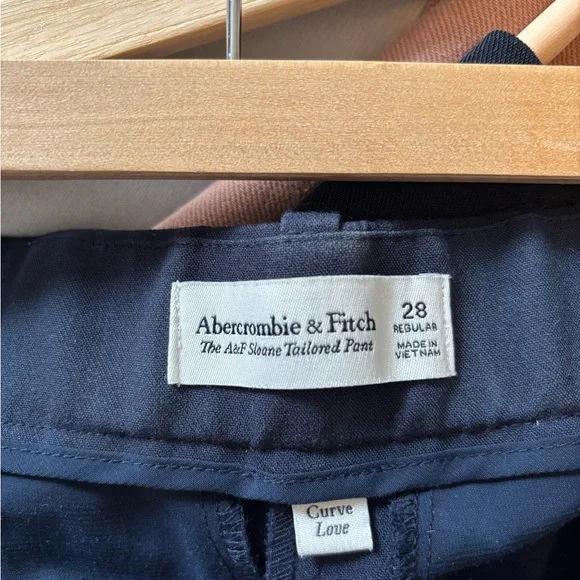 Abercrombie & Fitch
The A&F Sloane Tailored Pant
28
REGULAR
MADE IN
VIETNAM
Curve
Love